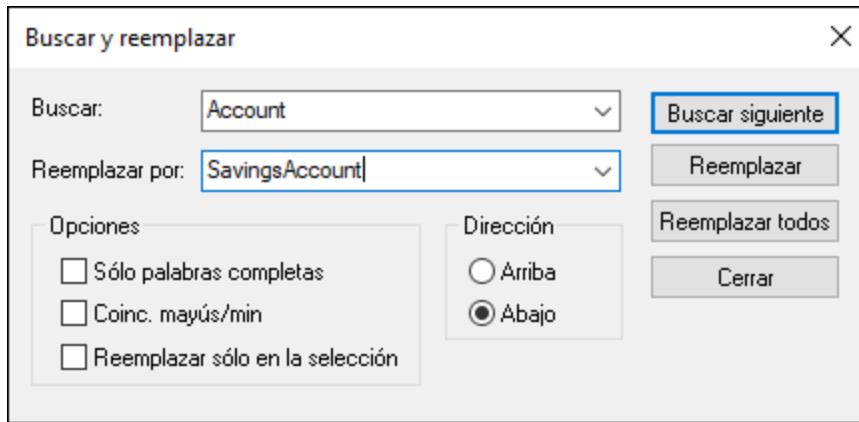 Buscar y reemplazar
Buscar: Account Buscar siguiente
Reemplazar por: SavingsAccount Reemplazar
Opciones Dirección Reemplazar todos
Sólo palabras completas Arriba Cerrar
Coinc. mayús/min Abajo
Reemplazar sólo en la selección